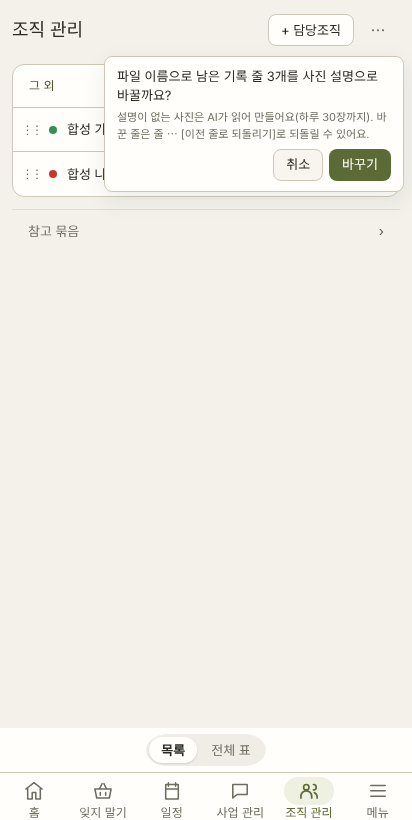 조직 관리
+ 담당조직
⋯
파일 이름으로 남은 기록 줄 3개를 사진 설명으로
바꿀까요?
설명이 없는 사진은 AI가 읽어 만들어요(하루 30장까지). 바
꾼 줄은 줄 ⋯ [이전 줄로 되돌리기]로 되돌릴 수 있어요.
취소
바꾸기
그 외
합성 나
참고 묶음
목록
전체 표
홈
잊지 말기
일정
사업 관리
조직 관리
메뉴